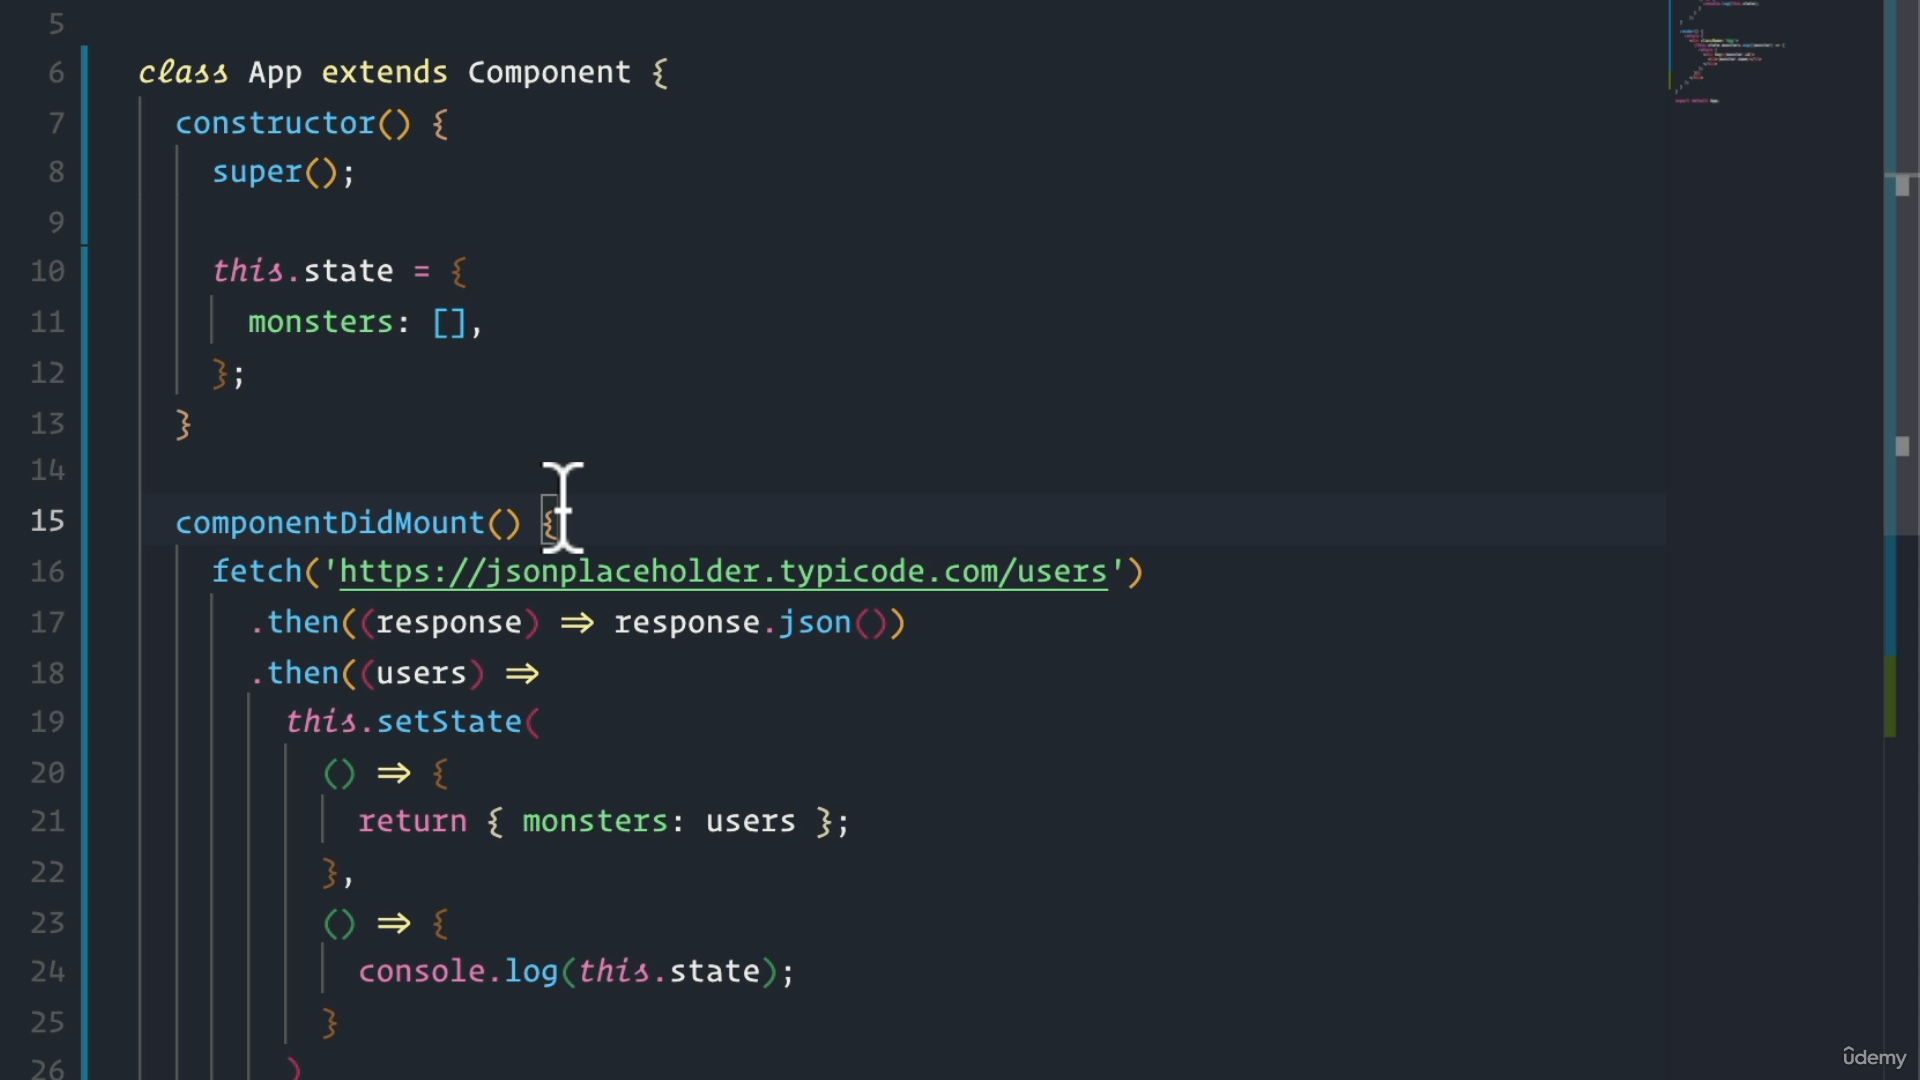 5
6 class App extends Component {
7 constructor() {
8 super();
9
10 this.state = {
11 monsters: [],
12 };
13 }
14
15 componentDidMount() {
16 fetch('https://jsonplaceholder.typicode.com/users')
17 .then((response) => response.json())
18 .then((users) =>
19 this.setState(
20 () => {
21 return { monsters: users };
22 },
23 () => {
24 console.log(this.state);
25 }
26 )
udemy